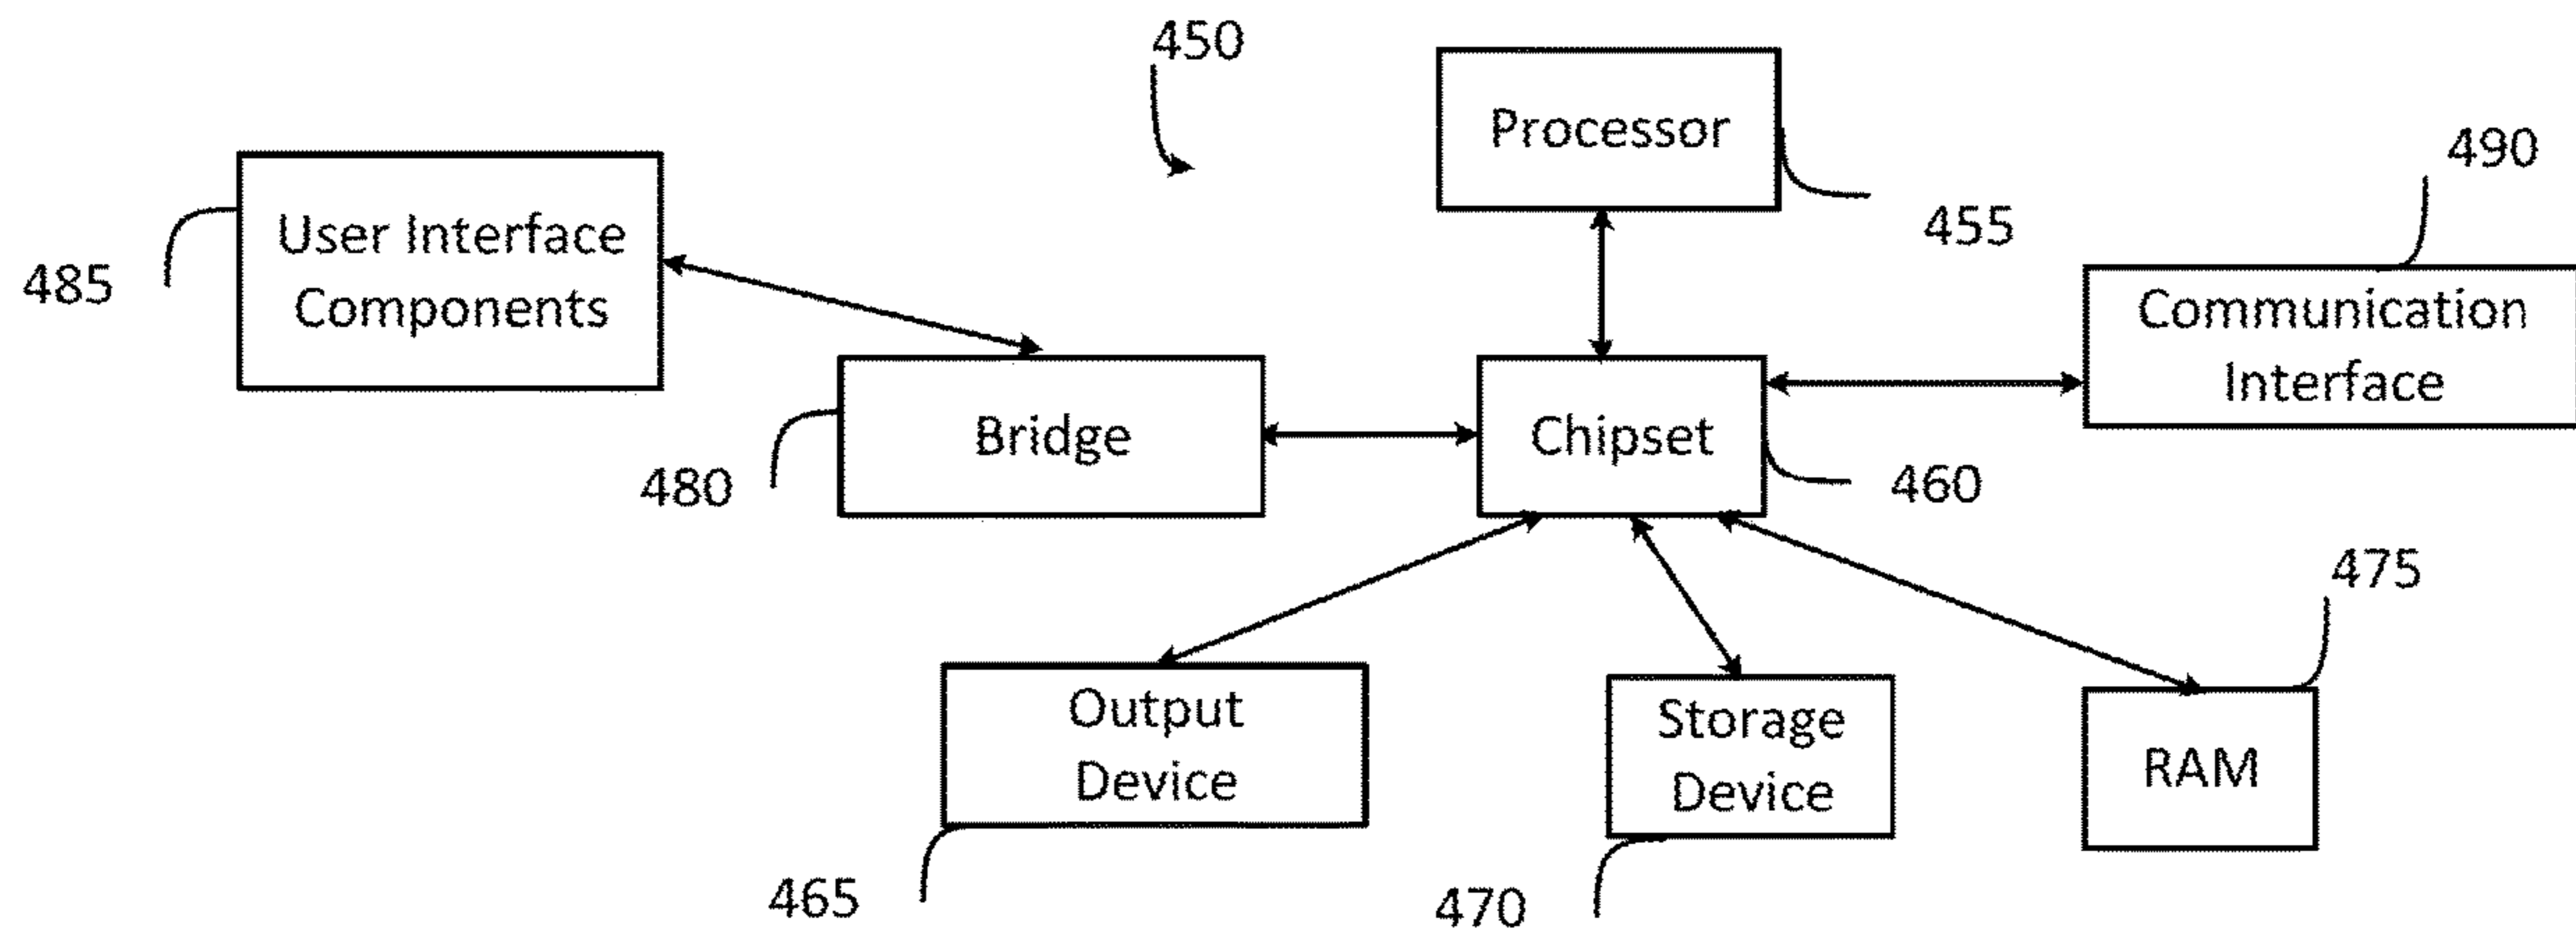 450
Processor
490
455
User Interface
Components
485
Communication
Interface
Bridge
480
Chipset
460
475
Output
Device
465
Storage
Device
470
RAM